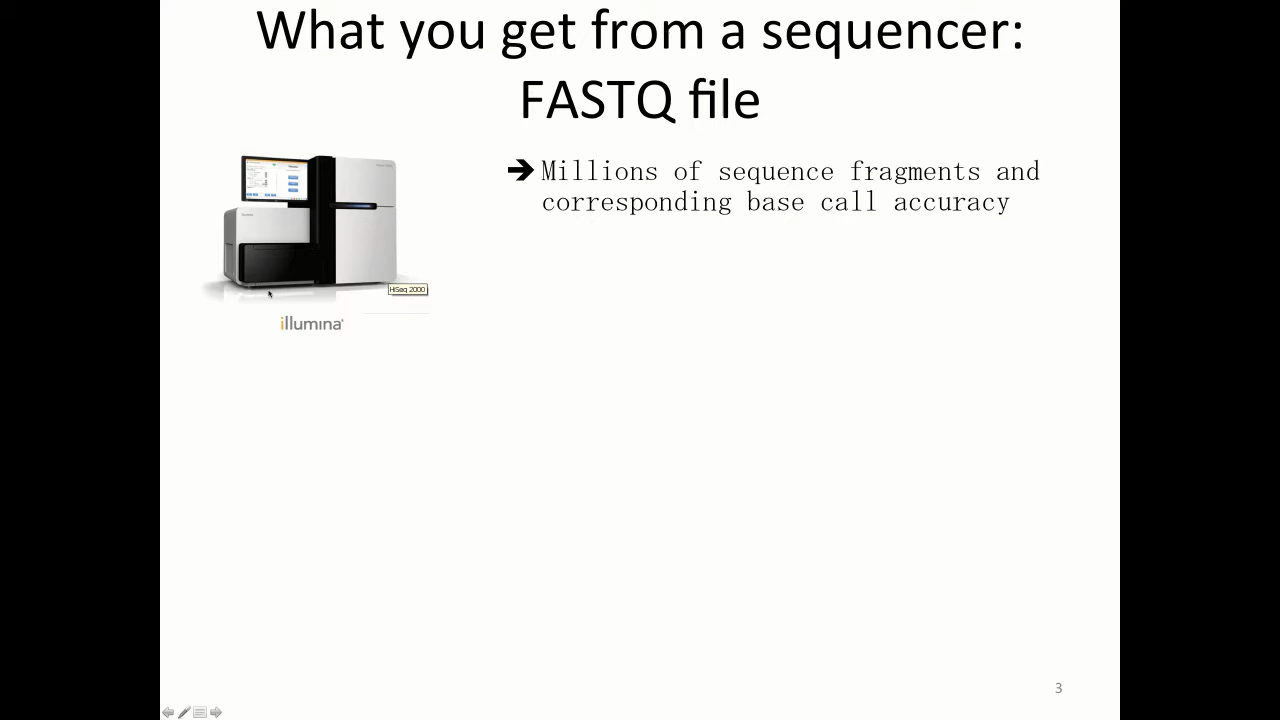 What you get from a sequencer:
FASTQ file
➔ Millions of sequence fragments and
corresponding base call accuracy
HiSeq 2000
illumina
3